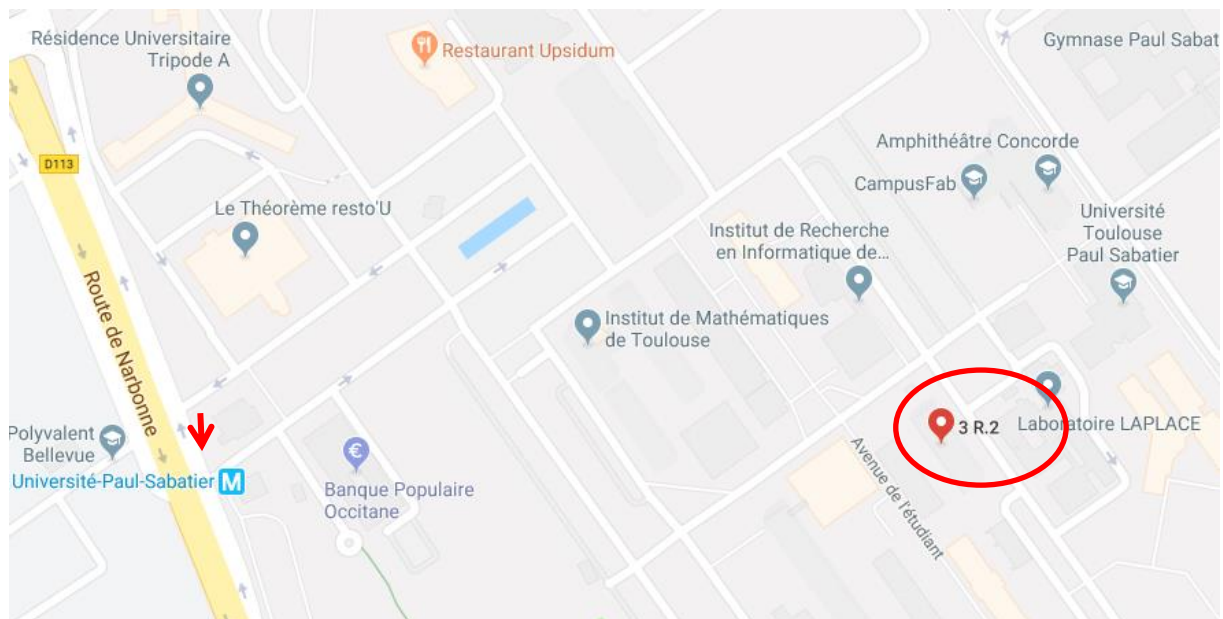 Résidence Universitaire
Tripode A
Restaurant Upsidum
Gymnase Paul Sabat
Amphithéâtre Concorde
D113
CampusFab
Le Théorème resto'U
Université
Toulouse
Paul Sabatier
Institut de Recherche
en Informatique de...
Route de Narbonne
Institut de Mathématiques
de Toulouse
3 R.2
Laboratoire LAPLACE
Polyvalent
Bellevue
Avenue de l'étudiant
€
Université-Paul-Sabatier M
Banque Populaire
Occitane